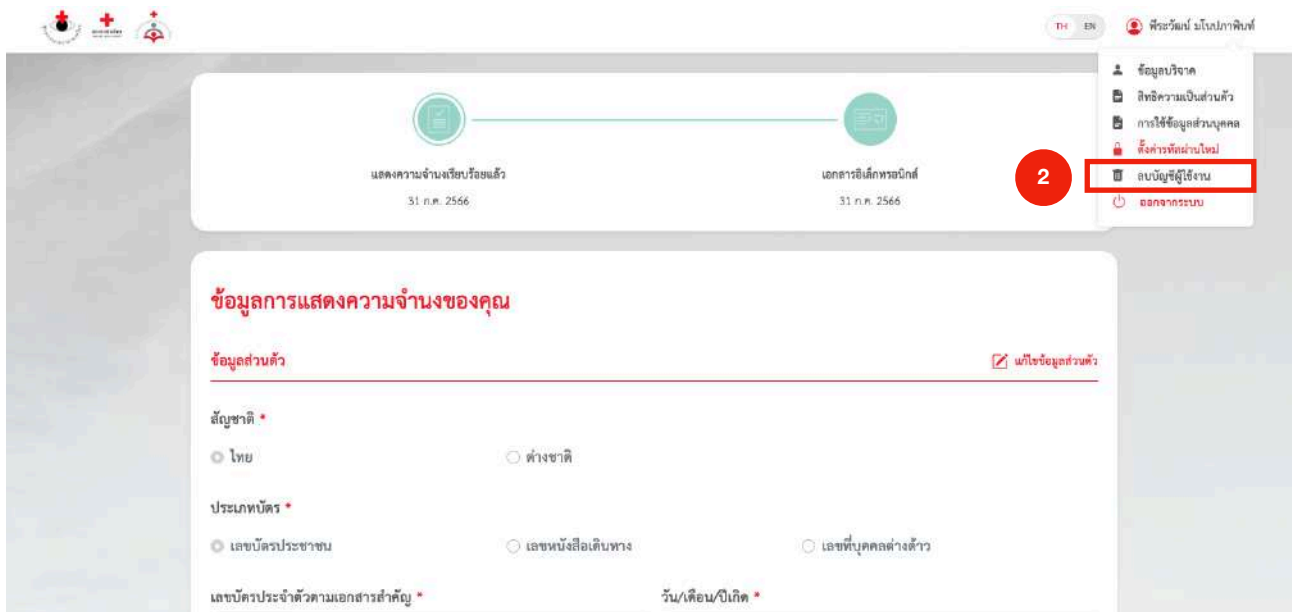 TH EN พีระวัฒน์ มโนปภาพิมพ์
ข้อมูลบริจาค
สิทธิความเป็นส่วนตัว
การใช้ข้อมูลส่วนบุคคล
ตั้งค่ารหัสผ่านใหม่
ลบบัญชีผู้ใช้งาน
ออกจากระบบ
2
แสดงความจำนงเรียบร้อยแล้ว
31 ก.ค. 2566
เอกสารอิเล็กทรอนิกส์
31 ก.ค. 2566
ข้อมูลการแสดงความจำนงของคุณ
ข้อมูลส่วนตัว แก้ไขข้อมูลส่วนตัว
สัญชาติ *
ไทย ต่างชาติ
ประเภทบัตร *
เลขบัตรประชาชน เลขหนังสือเดินทาง เลขที่บุคคลต่างด้าว
เลขบัตรประจำตัวตามเอกสารสำคัญ * วัน/เดือน/ปีเกิด *